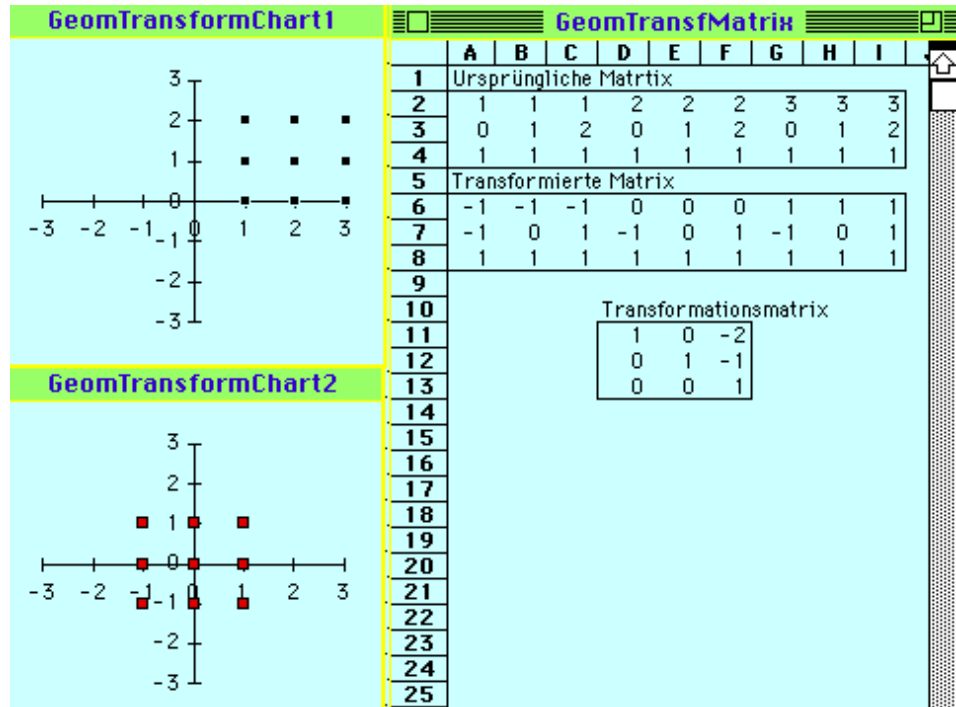 GeomTransformChart1
3
2
1
0
-3 -2 -1 0 1 2 3
-1
-2
-3
GeomTransformChart2
3
2
1
0
-3 -2 -1 0 1 2 3
-1
-2
-3
GeomTransfMatrix
A B C D E F G H I
1 Ursprüngliche Matrtix
2 1 1 1 2 2 2 3 3 3
3 0 1 2 0 1 2 0 1 2
4 1 1 1 1 1 1 1 1 1
5 Transformierte Matrix
6 -1 -1 -1 0 0 0 1 1 1
7 -1 0 1 -1 0 1 -1 0 1
8 1 1 1 1 1 1 1 1 1
9
10 Transformationsmatrix
11 1 0 -2
12 0 1 -1
13 0 0 1
14
15
16
17
18
19
20
21
22
23
24
25